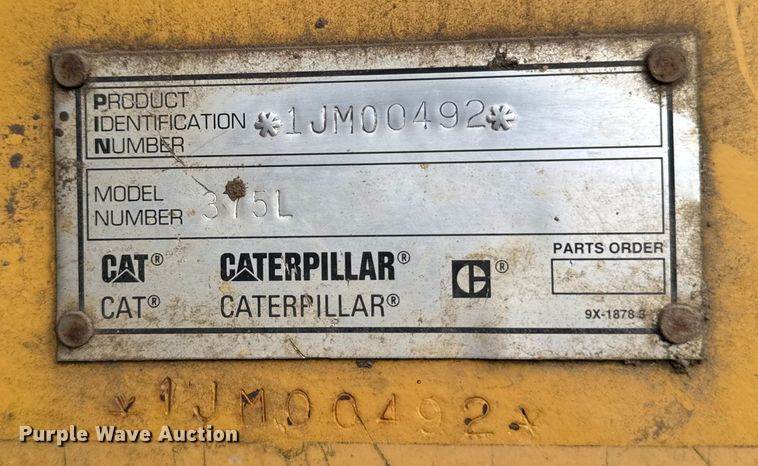 PRODUCT
IDENTIFICATION *1JM00492*
NUMBER
MODEL
NUMBER 375L
CAT® CATERPILLAR® C®
PARTS ORDER
CAT® CATERPILLAR®
9X-1878 3
*1JM00492*
Purple Wave Auction